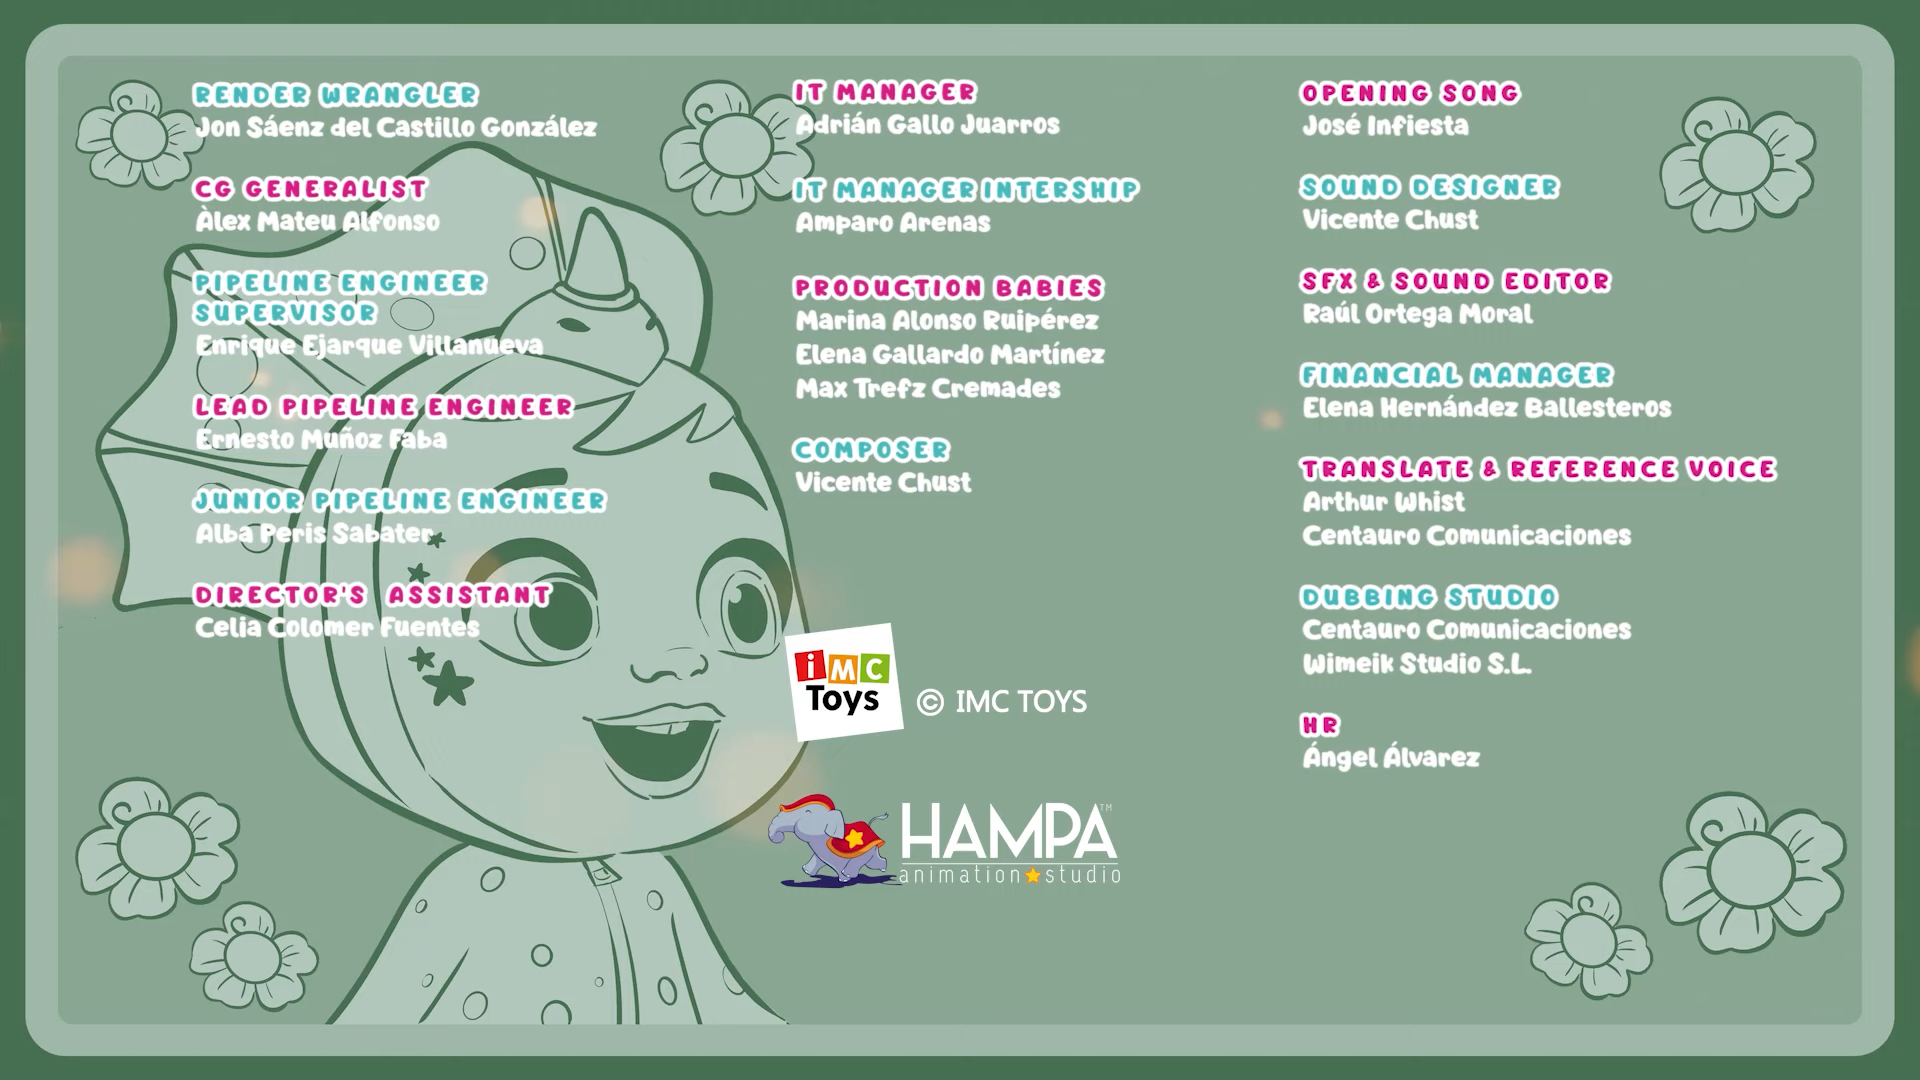 RENDER WRANGLER
Jon Sáenz del Castillo González
CG GENERALIST
Àlex Mateu Alfonso
PIPELINE ENGINEER
SUPERVISOR
Enrique Ejarque Villanueva
LEAD PIPELINE ENGINEER
Ernesto Muñoz Faba
JUNIOR PIPELINE ENGINEER
Alba Peris Sabater
DIRECTOR'S ASSISTANT
Celia Colomer Fuentes
IT MANAGER
Adrián Gallo Juarros
IT MANAGER INTERSHIP
Amparo Arenas
PRODUCTION BABIES
Marina Alonso Ruipérez
Elena Gallardo Martínez
Max Trefz Cremades
COMPOSER
Vicente Chust
iMC
Toys
© IMC TOYS
HAMPA™
animation studio
OPENING SONG
José Infiesta
SOUND DESIGNER
Vicente Chust
SFX & SOUND EDITOR
Raúl Ortega Moral
FINANCIAL MANAGER
Elena Hernández Ballesteros
TRANSLATE & REFERENCE VOICE
Arthur Whist
Centauro Comunicaciones
DUBBING STUDIO
Centauro Comunicaciones
Wimeik Studio S.L.
HR
Ángel Álvarez